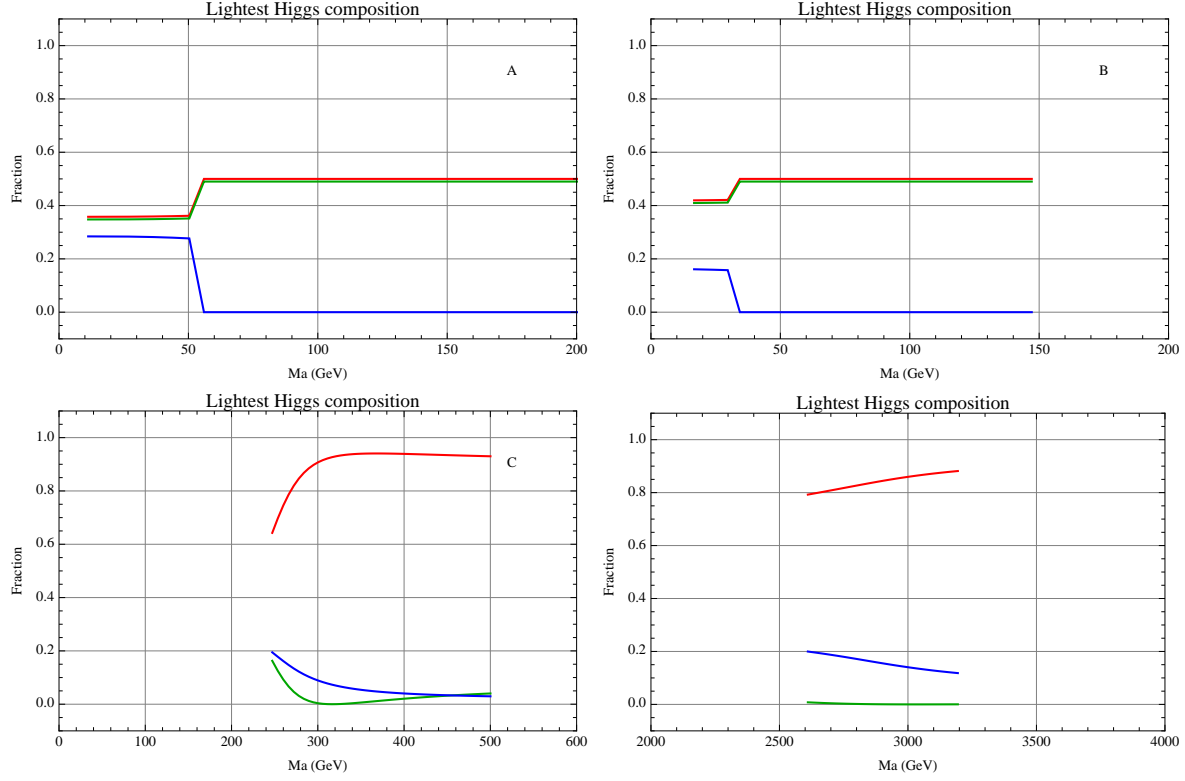 Lightest Higgs composition
A
Fraction
1.0
0.8
0.6
0.4
0.2
0.0
0 50 100 150 200
Ma (GeV)
Lightest Higgs composition
B
Fraction
1.0
0.8
0.6
0.4
0.2
0.0
0 50 100 150 200
Ma (GeV)
Lightest Higgs composition
C
Fraction
1.0
0.8
0.6
0.4
0.2
0.0
0 100 200 300 400 500 600
Ma (GeV)
Lightest Higgs composition
Fraction
1.0
0.8
0.6
0.4
0.2
0.0
2000 2500 3000 3500 4000
Ma (GeV)